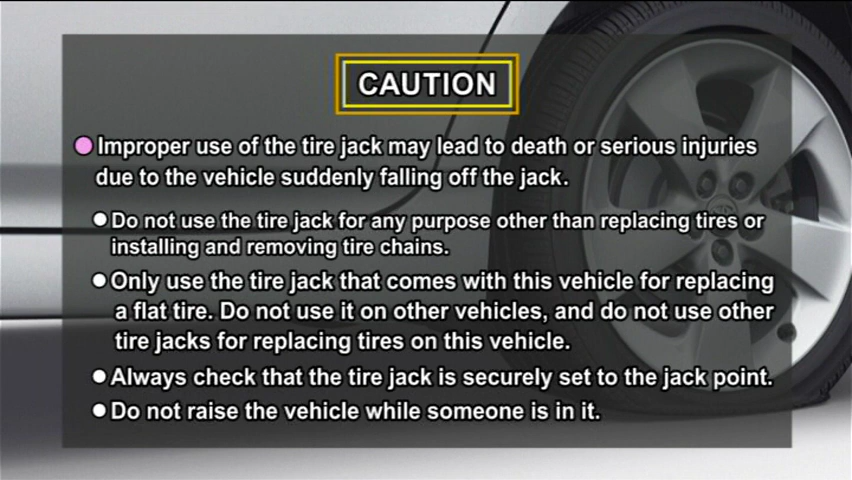 CAUTION
Improper use of the tire jack may lead to death or serious injuries
due to the vehicle suddenly falling off the jack.
Do not use the tire jack for any purpose other than replacing tires or
installing and removing tire chains.
Only use the tire jack that comes with this vehicle for replacing
a flat tire. Do not use it on other vehicles, and do not use other
tire jacks for replacing tires on this vehicle.
Always check that the tire jack is securely set to the jack point.
Do not raise the vehicle while someone is in it.